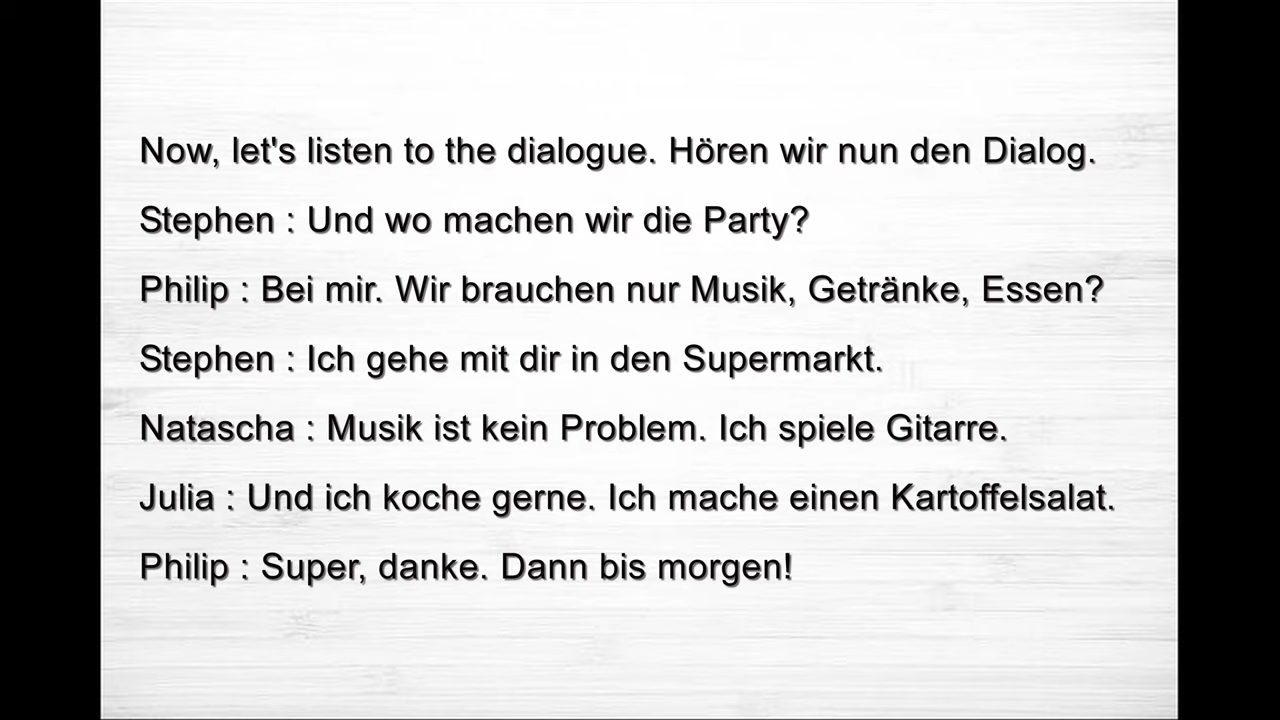 Now, let's listen to the dialogue. Hören wir nun den Dialog.
Stephen : Und wo machen wir die Party?
Philip : Bei mir. Wir brauchen nur Musik, Getränke, Essen?
Stephen : Ich gehe mit dir in den Supermarkt.
Natascha : Musik ist kein Problem. Ich spiele Gitarre.
Julia : Und ich koche gerne. Ich mache einen Kartoffelsalat.
Philip : Super, danke. Dann bis morgen!